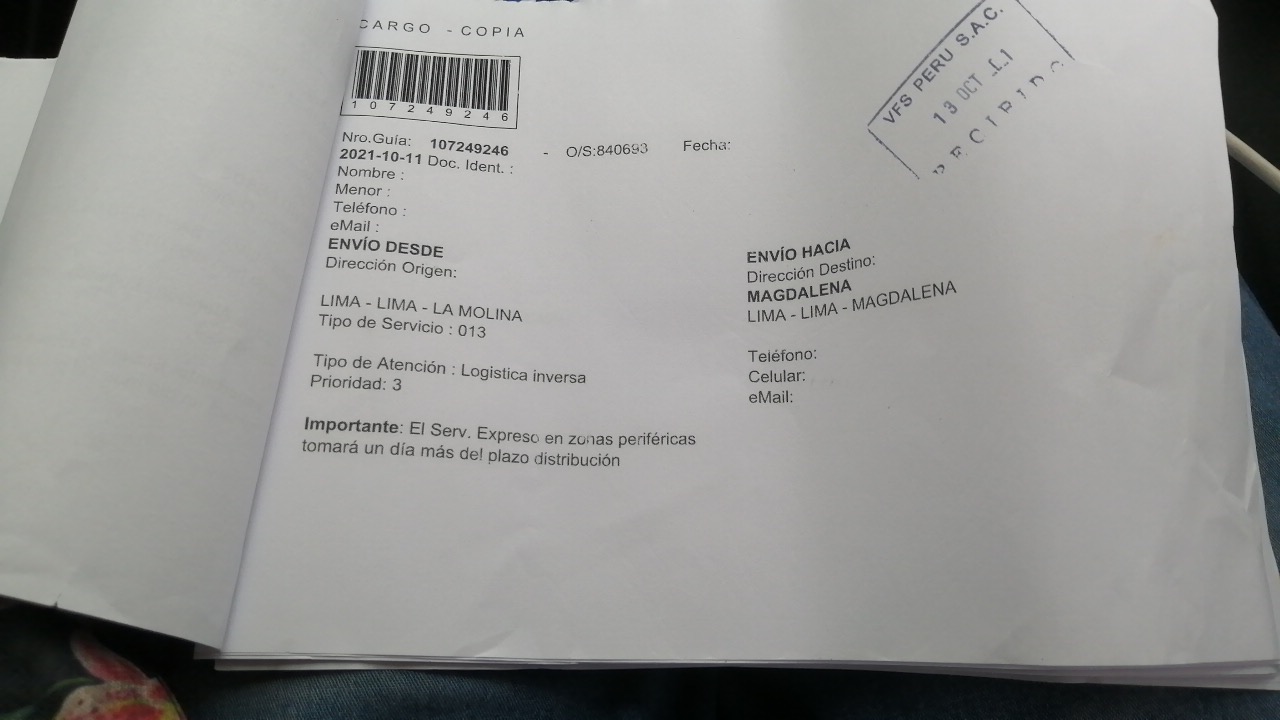 CARGO - COPIA
107249246
Nro.Guía: 107249246 - O/S:840693 Fecha:
2021-10-11 Doc. Ident. :
Nombre :
Menor :
Teléfono :
eMail :
ENVÍO DESDE
Dirección Origen:
LIMA - LIMA - LA MOLINA
Tipo de Servicio : 013
Tipo de Atención : Logistica inversa
Prioridad: 3
Importante: El Serv. Expreso en zonas periféricas
tomará un día más del plazo distribución
ENVÍO HACIA
Dirección Destino:
MAGDALENA
LIMA - LIMA - MAGDALENA
Teléfono:
Celular:
eMail:
VFS PERU S.A.C.
13 OCT
RECIBIDO